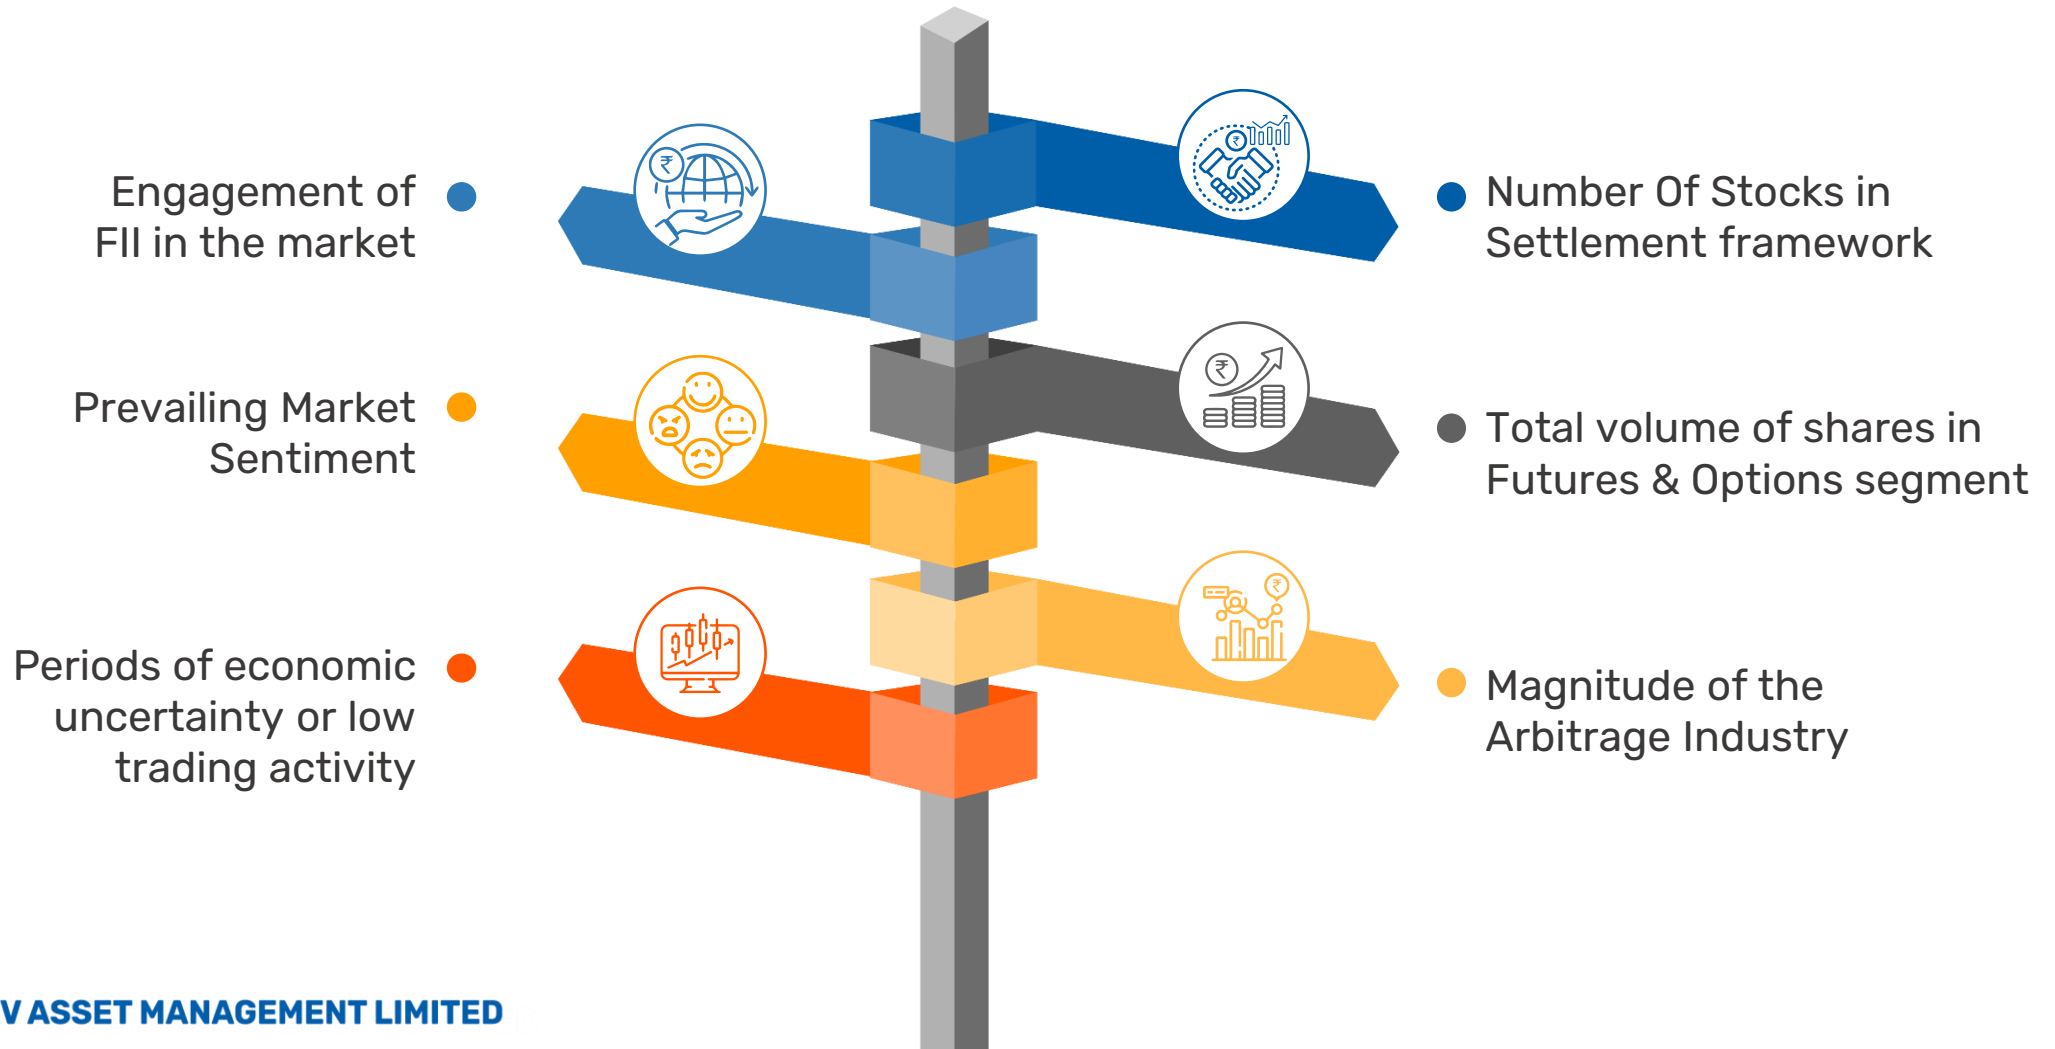 Engagement of
FII in the market
Number Of Stocks in
Settlement framework
Prevailing Market
Sentiment
Total volume of shares in
Futures & Options segment
Periods of economic
uncertainty or low
trading activity
Magnitude of the
Arbitrage Industry
V ASSET MANAGEMENT LIMITED